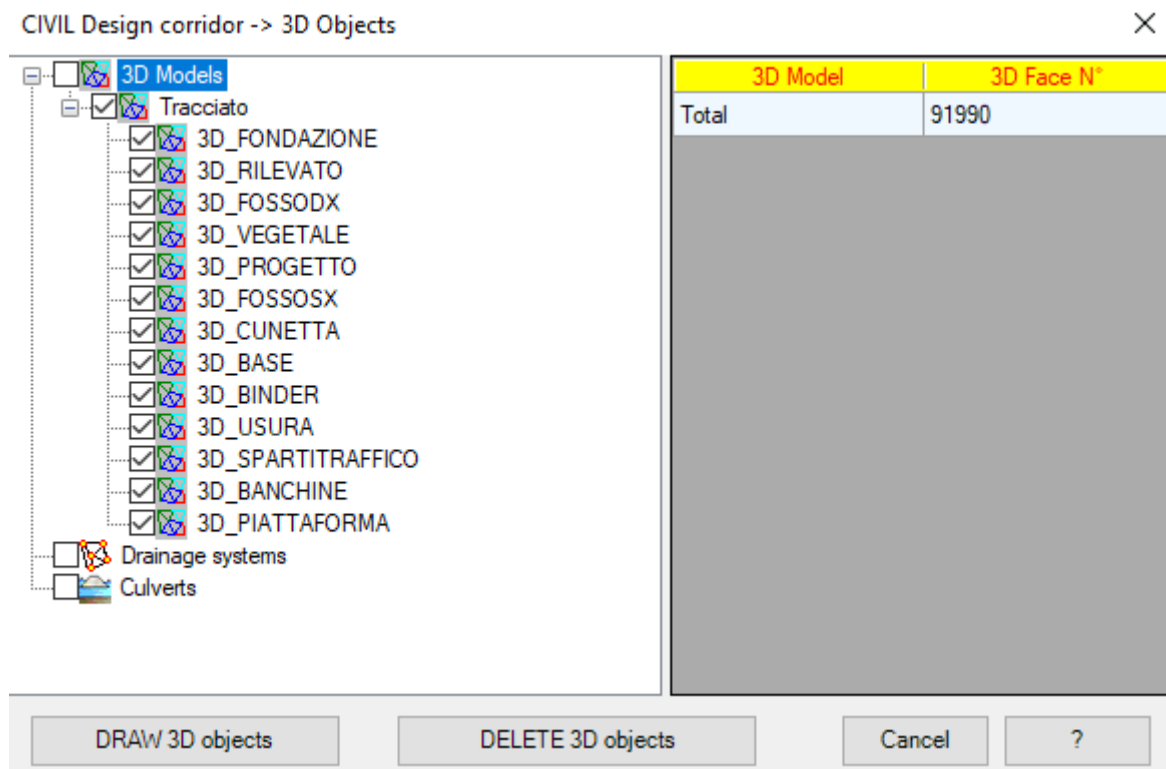 CIVIL Design corridor -> 3D Objects
3D Models
Tracciato
3D_FONDAZIONE
3D_RILEVATO
3D_FOSSODX
3D_VEGETALE
3D_PROGETTO
3D_FOSSOSX
3D_CUNETTA
3D_BASE
3D_BINDER
3D_USURA
3D_SPARTITRAFFICO
3D_BANCHINE
3D_PIATTAFORMA
Drainage systems
Culverts
3D Model 3D Face N°
Total 91990
DRAW 3D objects DELETE 3D objects Cancel ?